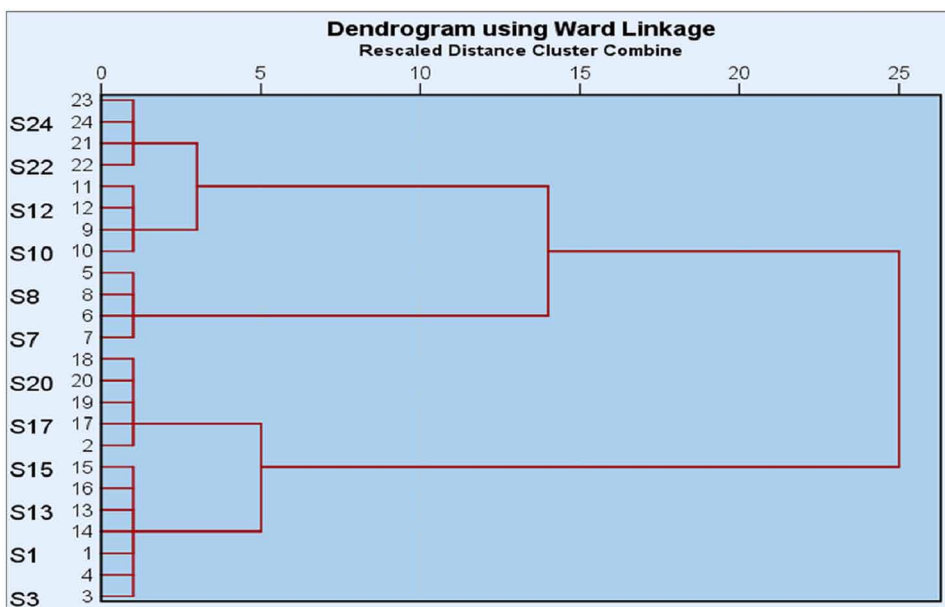 Dendrogram using Ward Linkage
Rescaled Distance Cluster Combine
0 5 10 15 20 25
23
S24 24
21
S22 22
11
S12 12
9
S10 10
5
S8 8
6
S7 7
18
S20 20
19
S17 17
2
S15 15
16
S13 13
14
S1 1
4
S3 3